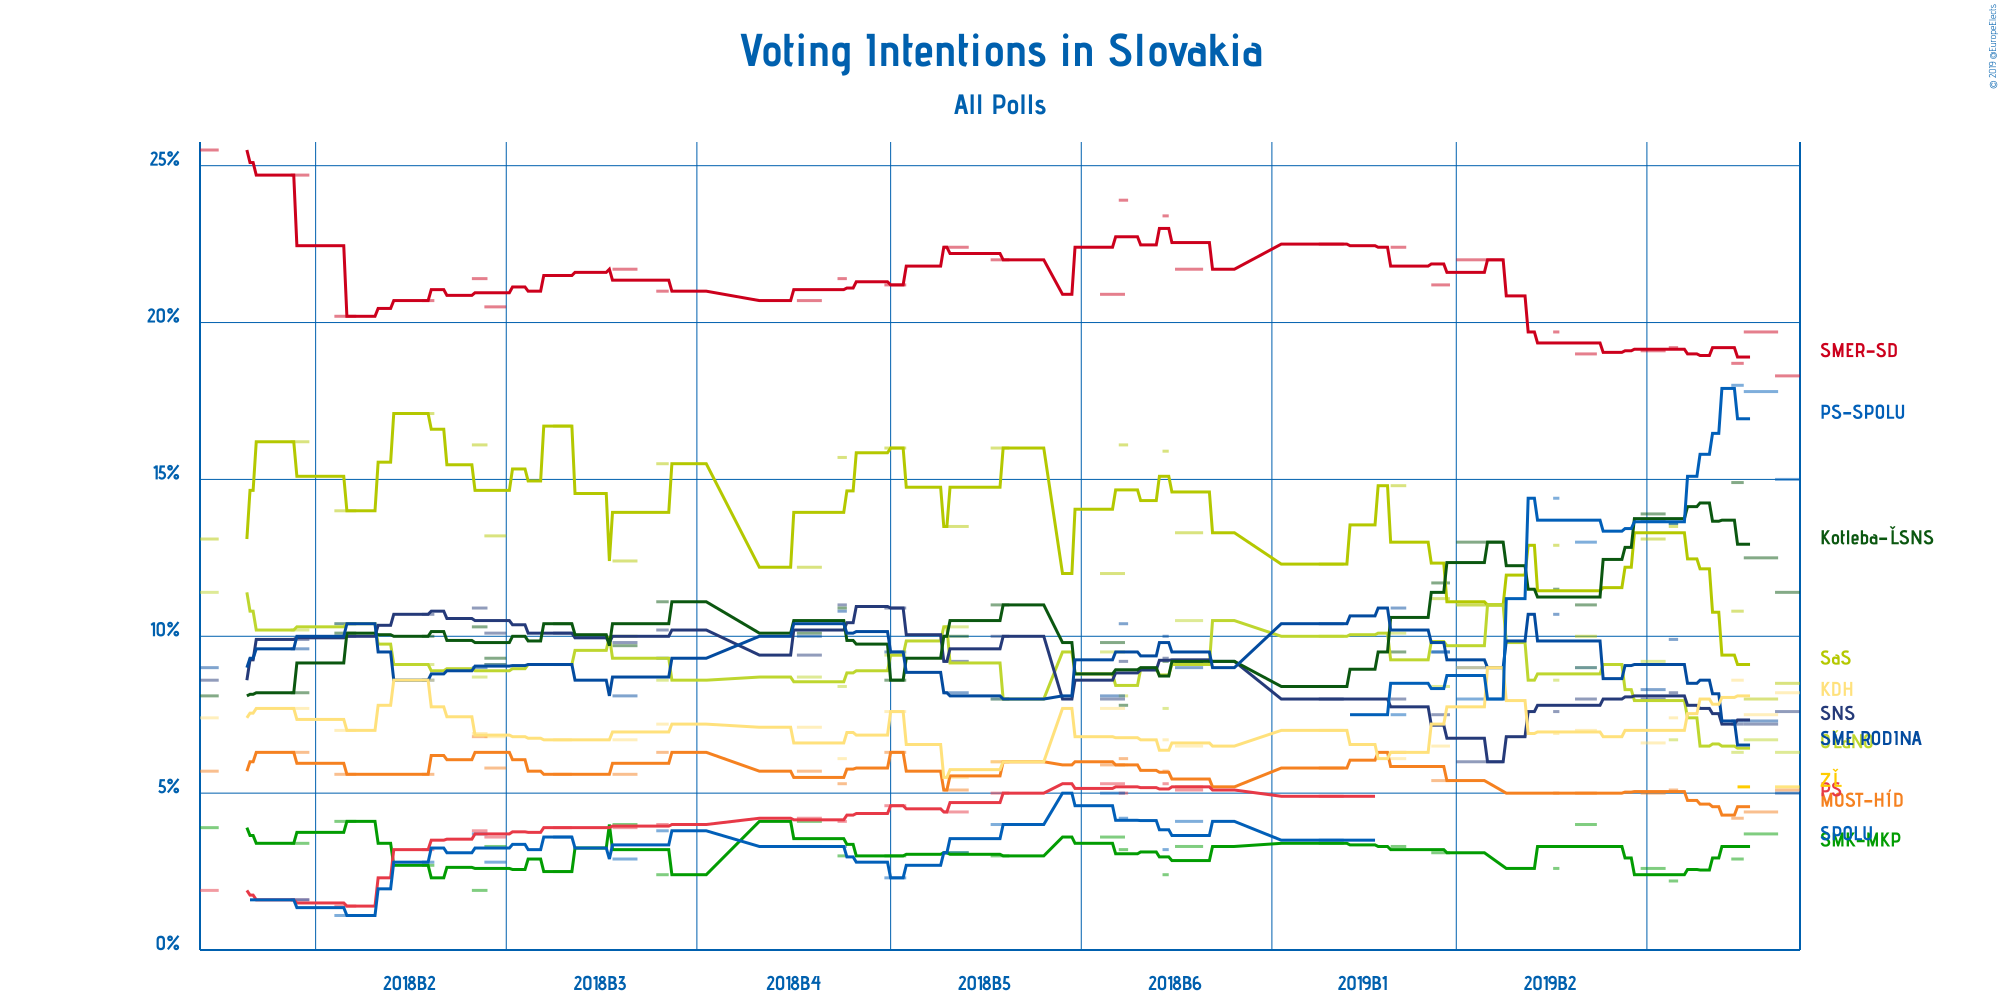 Voting Intentions in Slovakia
All Polls
© 2019 @EuropeElects
25%
20%
15%
10%
5%
0%
SMER-SD
PS-SPOLU
Kotleba-ĽSNS
SaS
KDH
SNS
SME RODINA
ZĽ
PS
MOST-HÍD
SPOLU
SMK-MKP
2018B2
2018B3
2018B4
2018B5
2018B6
2019B1
2019B2